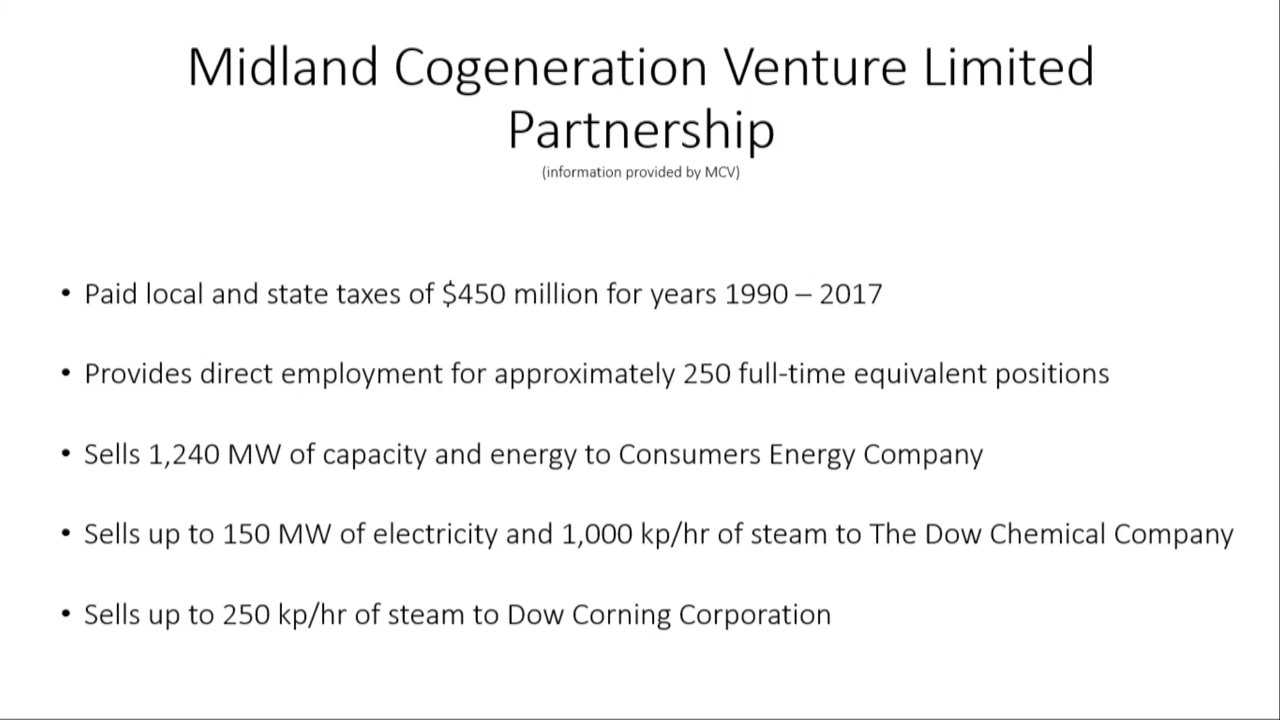 Midland Cogeneration Venture Limited
Partnership
(information provided by MCV)
• Paid local and state taxes of $450 million for years 1990 – 2017
• Provides direct employment for approximately 250 full-time equivalent positions
• Sells 1,240 MW of capacity and energy to Consumers Energy Company
• Sells up to 150 MW of electricity and 1,000 kp/hr of steam to The Dow Chemical Company
• Sells up to 250 kp/hr of steam to Dow Corning Corporation